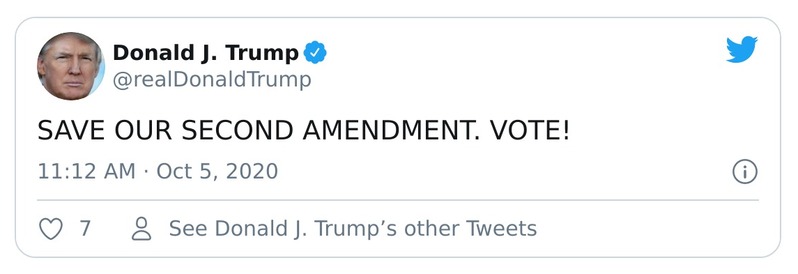 Donald J. Trump
@realDonaldTrump
SAVE OUR SECOND AMENDMENT. VOTE!
11:12 AM · Oct 5, 2020
7 See Donald J. Trump’s other Tweets